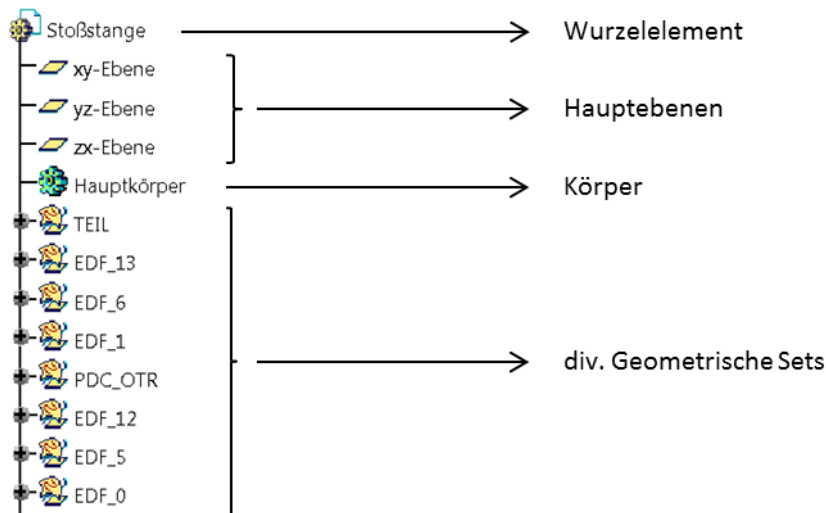 Stoßstange
Wurzelelement
xy-Ebene
yz-Ebene
Hauptebenen
zx-Ebene
Hauptkörper
Körper
TEIL
EDF_13
EDF_6
EDF_1
div. Geometrische Sets
PDC_OTR
EDF_12
EDF_5
EDF_0